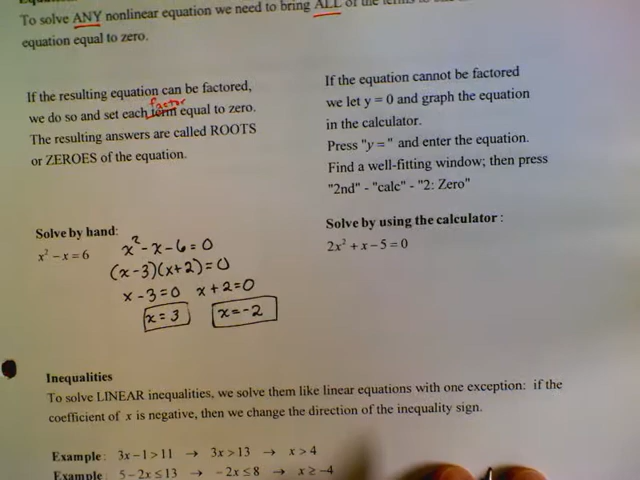 To solve ANY nonlinear equation we need to bring ALL of the terms to
equation equal to zero.
If the resulting equation can be factored,
factor
we do so and set each term equal to zero.
The resulting answers are called ROOTS
or ZEROES of the equation.
If the equation cannot be factored
we let y = 0 and graph the equation
in the calculator.
Press "y = " and enter the equation.
Find a well-fitting window; then press
"2nd" - "calc" - "2: Zero"
Solve by hand:
x² - x = 6
x² - x - 6 = 0
(x - 3)(x + 2) = 0
x - 3 = 0 x + 2 = 0
x = 3 x = -2
Solve by using the calculator :
2x² + x - 5 = 0
Inequalities
To solve LINEAR inequalities, we solve them like linear equations with one exception: if the
coefficient of x is negative, then we change the direction of the inequality sign.
Example : 3x - 1 > 11 → 3x > 13 → x > 4
Example : 5 - 2x ≤ 13 → -2x ≤ 8 → x ≥ -4